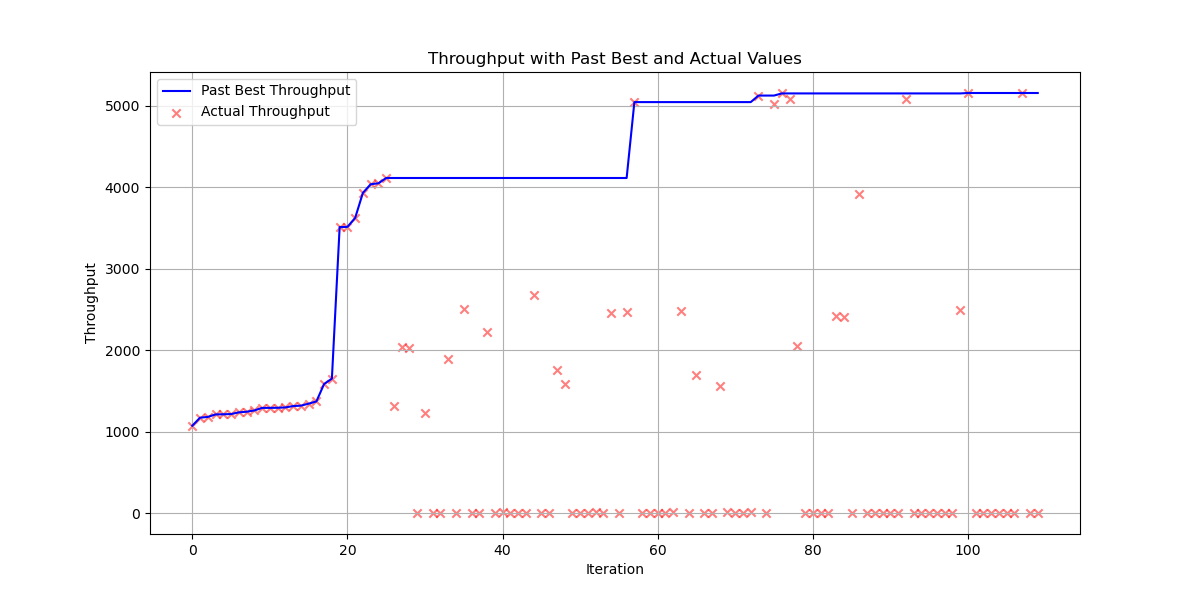 Throughput with Past Best and Actual Values
Past Best Throughput
Actual Throughput
Throughput
5000
4000
3000
2000
1000
0
0 20 40 60 80 100
Iteration